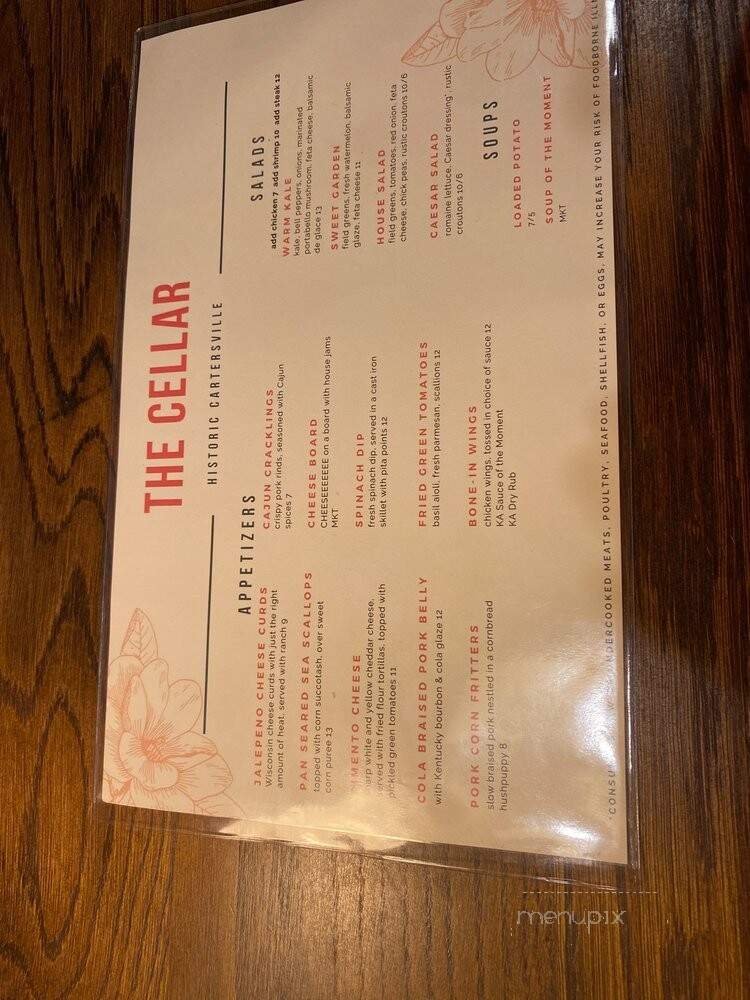 THE CELLAR
HISTORIC CARTERSVILLE
APPETIZERS
JALEPENO CHEESE CURDS
Wisconsin cheese curds with just the right
amount of heat, served with ranch 9
PAN SEARED SEA SCALLOPS
topped with corn succotash, over sweet
corn puree 13
CHEESE
white and yellow cheddar cheese,
served with fried flour tortillas, topped with
pickled green tomatoes 11
COLA BRAISED PORK BELLY
with Kentucky bourbon & cola glaze 12
PORK CORN FRITTERS
slow braised pork nestled in a cornbread
hushpuppy 8
CAJUN CRACKLINGS
crispy pork rinds, seasoned with Cajun
spices 7
CHEESE BOARD
CHEESEEEEEEE on a board with house jams
MKT
SPINACH DIP
fresh spinach dip, served in a cast iron
skillet with pita points 12
FRIED GREEN TOMATOES
basil aioli, fresh parmesan, scallions 12
BONE-IN WINGS
chicken wings, tossed in choice of sauce 12
KA Sauce of the Moment
KA Dry Rub
SALADS
add chicken 7 add shrimp 10 add steak 12
WARM KALE
kale, bell peppers, onions, marinated
portabello mushroom, feta cheese, balsamic
de glace 13
SWEET GARDEN
field greens, fresh watermelon, balsamic
glaze, feta cheese 11
HOUSE SALAD
field greens, tomatoes, red onion, feta
cheese, chick peas, rustic croutons 10/6
CAESAR SALAD
romaine lettuce, Caesar dressing*, rustic
croutons 10/6
SOUPS
LOADED POTATO
7/5
SOUP OF THE MOMENT
MKT
UNDERCOOKED MEATS, POULTRY, SEAFOOD, SHELLFISH, OR EGGS, MAY INCREASE YOUR RISK OF FOODBORNE
menupix